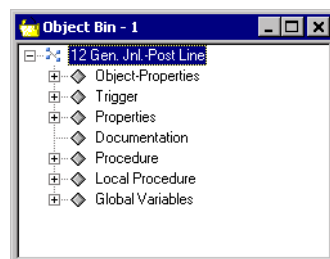 Object Bin - 1
12 Gen. Jnl.-Post Line
Object-Properties
Trigger
Properties
Documentation
Procedure
Local Procedure
Global Variables